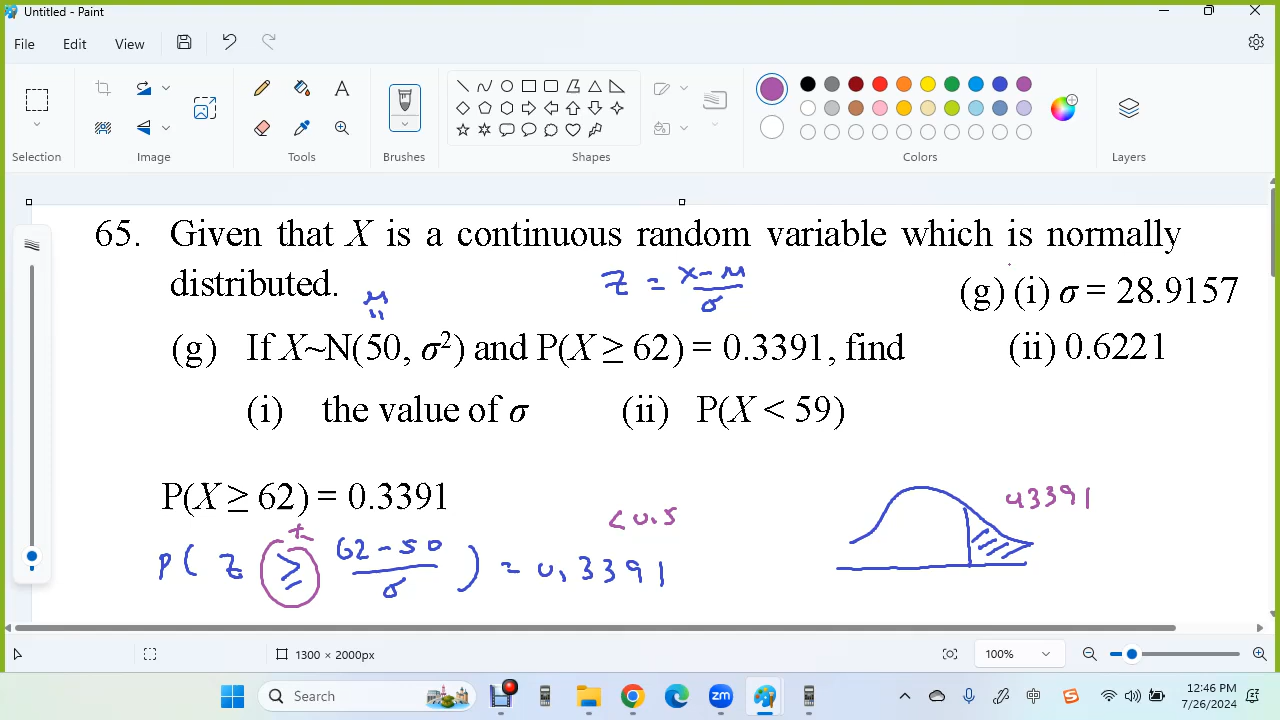 Untitled - Paint
File Edit View
Selection Image Tools Brushes Shapes Colors Layers
65. Given that X is a continuous random variable which is normally
distributed.
Z = x-μ/σ
(g) (i) σ = 28.9157
μ
(g) If X~N(50, σ²) and P(X ≥ 62) = 0.3391, find
(ii) 0.6221
(i) the value of σ (ii) P(X < 59)
P(X ≥ 62) = 0.3391
< 0.5
0.3391
+
P( Z ≥ 62-50/σ ) = 0.3391
1300 × 2000px
100%
Search
zm
中
S
12:46 PM
7/26/2024